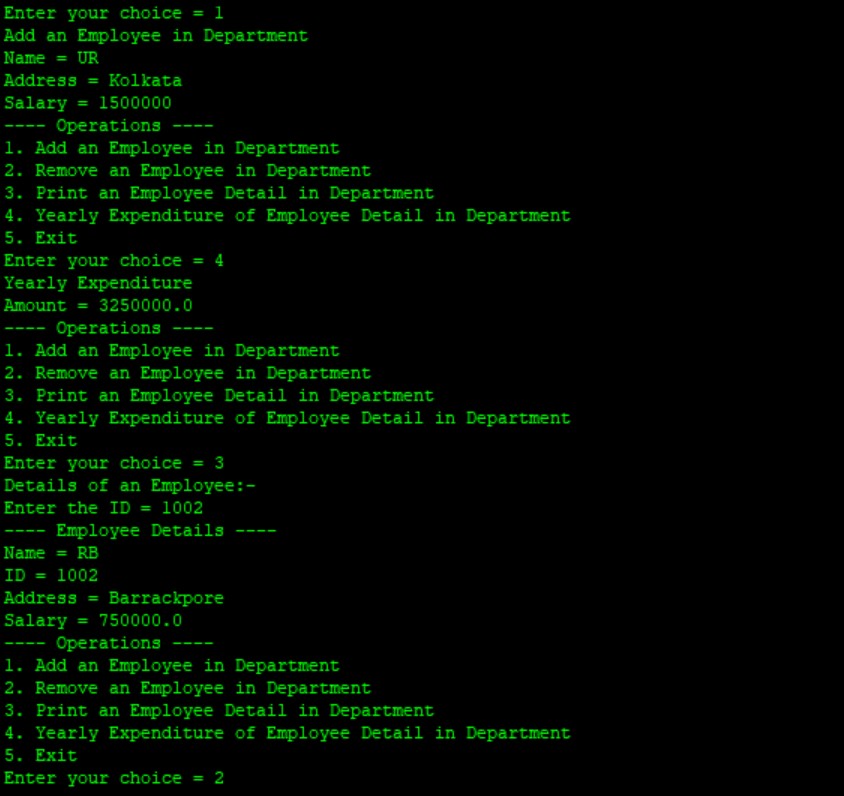 Enter your choice = 1
Add an Employee in Department
Name = UR
Address = Kolkata
Salary = 1500000
---- Operations ----
1. Add an Employee in Department
2. Remove an Employee in Department
3. Print an Employee Detail in Department
4. Yearly Expenditure of Employee Detail in Department
5. Exit
Enter your choice = 4
Yearly Expenditure
Amount = 3250000.0
---- Operations ----
1. Add an Employee in Department
2. Remove an Employee in Department
3. Print an Employee Detail in Department
4. Yearly Expenditure of Employee Detail in Department
5. Exit
Enter your choice = 3
Details of an Employee:-
Enter the ID = 1002
---- Employee Details ----
Name = RB
ID = 1002
Address = Barrackpore
Salary = 750000.0
---- Operations ----
1. Add an Employee in Department
2. Remove an Employee in Department
3. Print an Employee Detail in Department
4. Yearly Expenditure of Employee Detail in Department
5. Exit
Enter your choice = 2